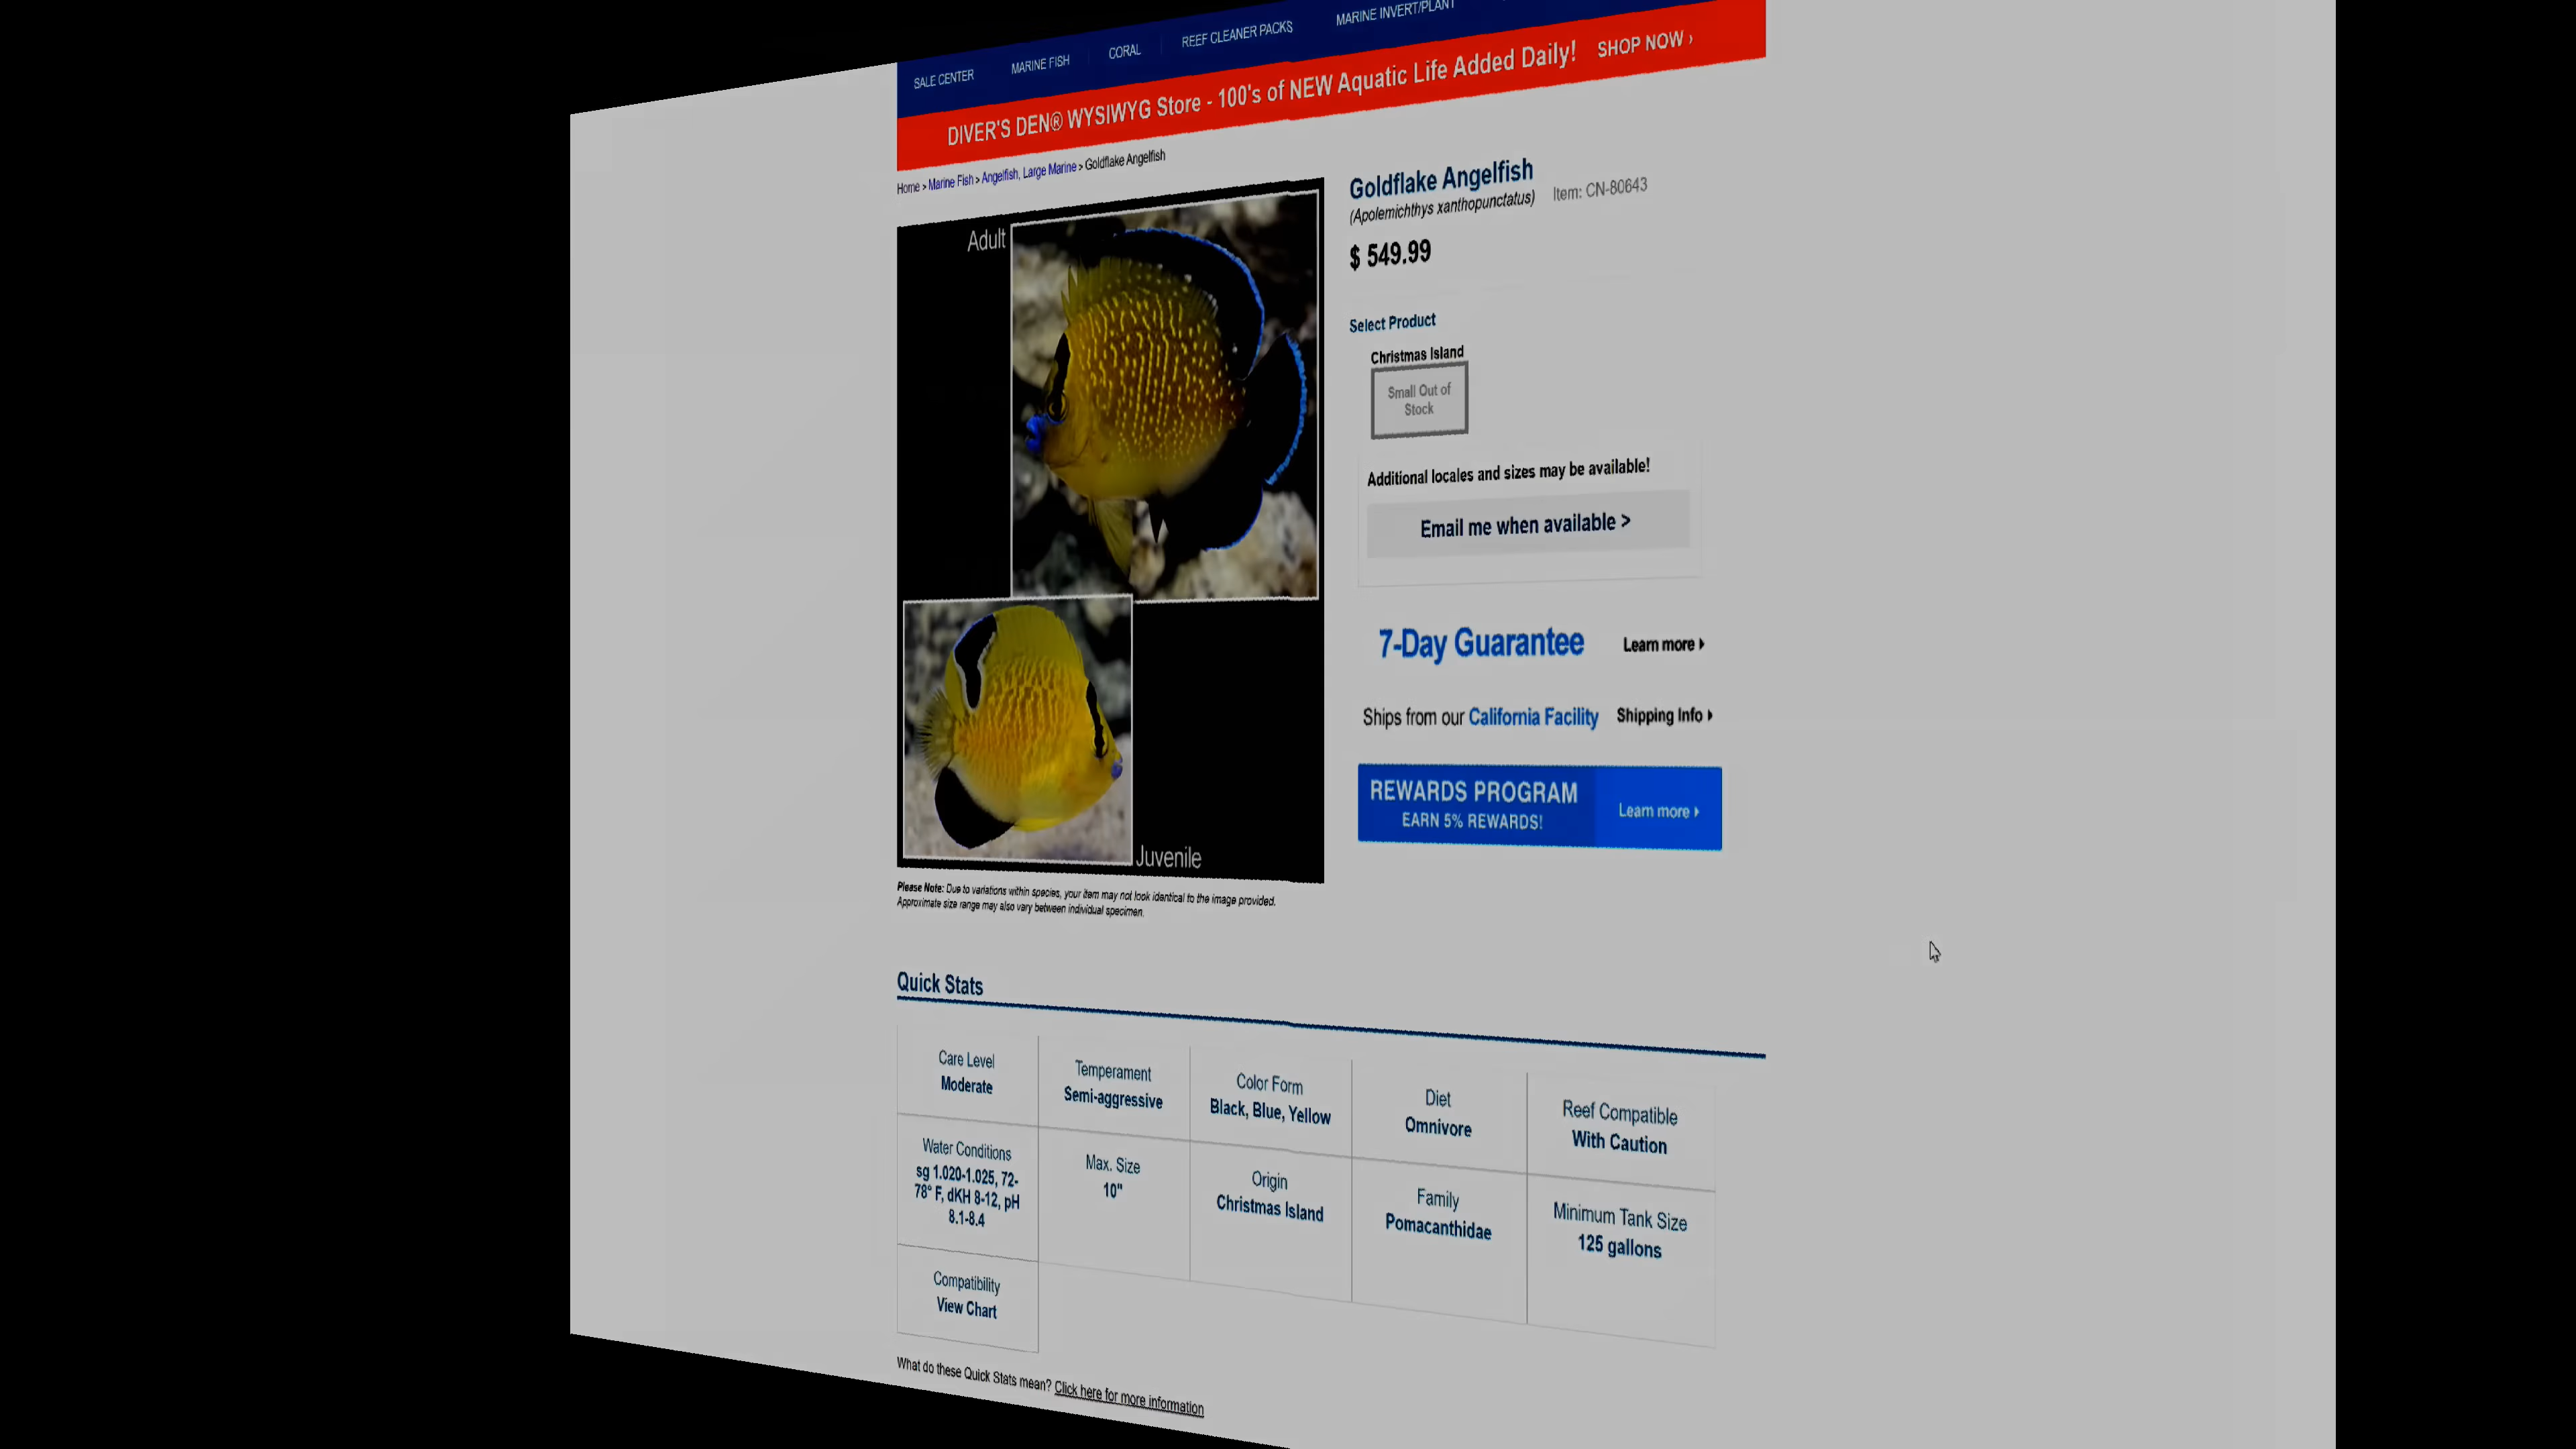 SALE CENTER
MARINE FISH
CORAL
REEF CLEANER PACKS
MARINE INVERT/PLANT
DIVER'S DEN® WYSIWYG Store - 100's of NEW Aquatic Life Added Daily! SHOP NOW ›
Home > Marine Fish > Angelfish, Large Marine > Goldflake Angelfish
Adult
Juvenile
Please Note: Due to variations within species, your item may not look identical to the image provided.
Approximate size range may also vary between individual specimen.
Goldflake Angelfish
(Apolemichthys xanthopunctatus) Item: CN-80643
$ 549.99
Select Product
Christmas Island
Small Out of
Stock
Additional locales and sizes may be available!
Email me when available >
7-Day Guarantee Learn more
Ships from our California Facility Shipping Info
REWARDS PROGRAM
EARN 5% REWARDS!
Learn more
Quick Stats
Care Level
Moderate
Temperament
Semi-aggressive
Color Form
Black, Blue, Yellow
Diet
Omnivore
Reef Compatible
With Caution
Water Conditions
sg 1.020-1.025, 72-
78° F, dKH 8-12, pH
8.1-8.4
Max. Size
10"
Origin
Christmas Island
Family
Pomacanthidae
Minimum Tank Size
125 gallons
Compatibility
View Chart
What do these Quick Stats mean? Click here for more information